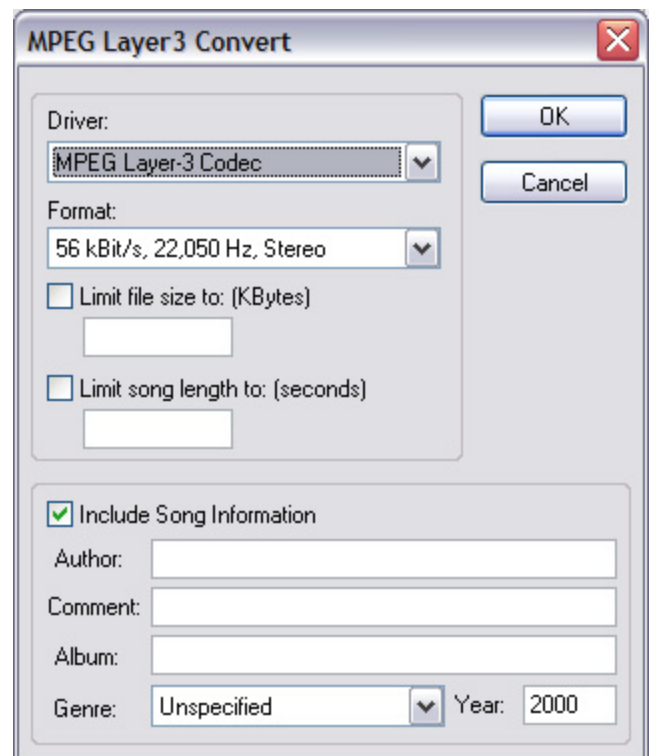 MPEG Layer3 Convert
Driver:
OK
MPEG Layer-3 Codec
Cancel
Format:
56 kBit/s, 22,050 Hz, Stereo
Limit file size to: (KBytes)
Limit song length to: (seconds)
Include Song Information
Author:
Comment:
Album:
Genre: Unspecified Year: 2000